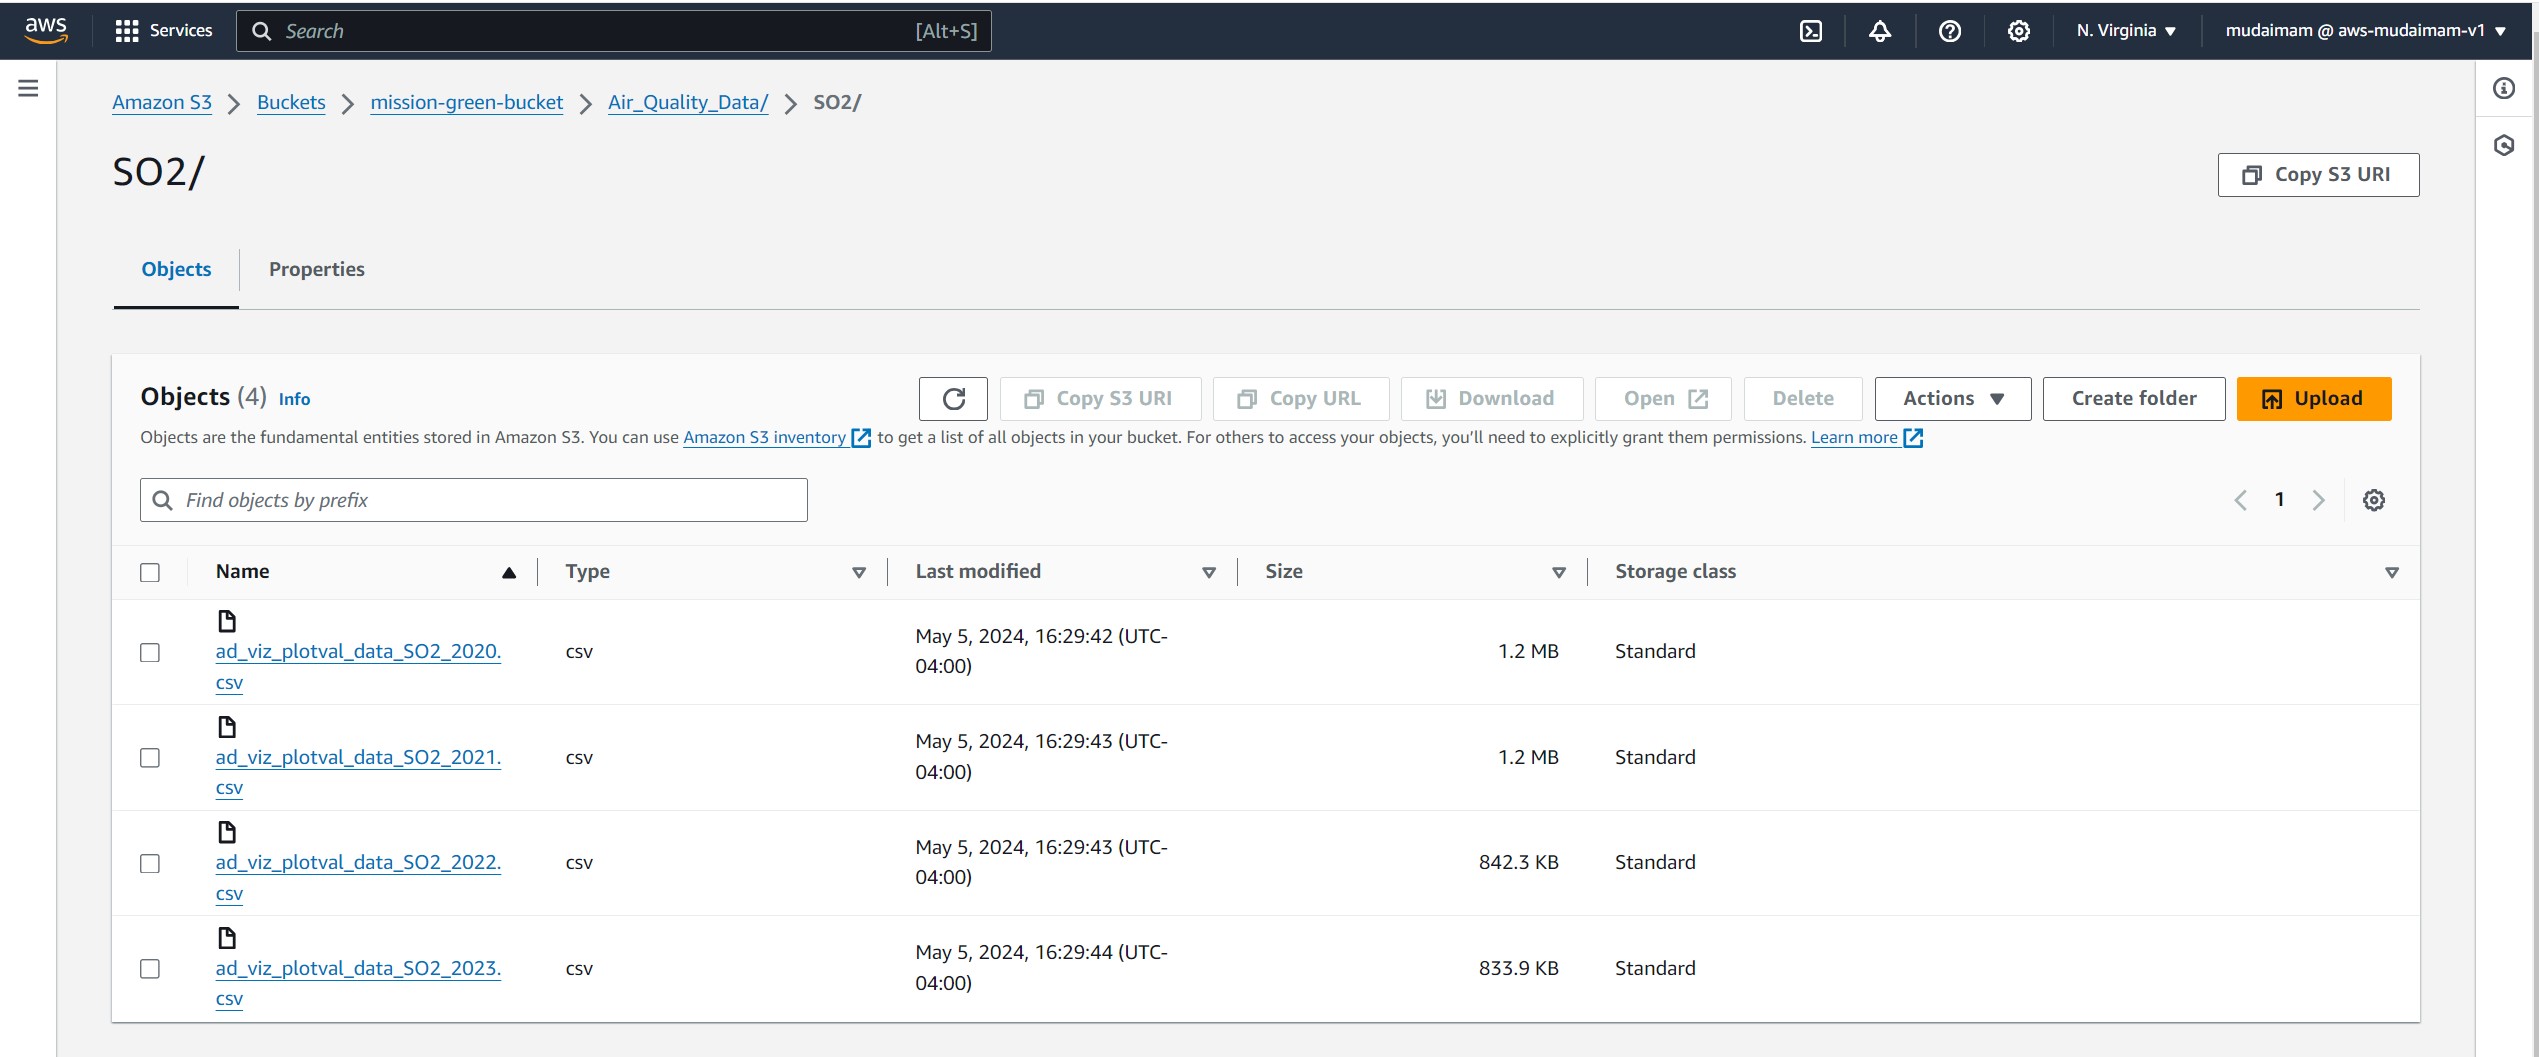 aws Services Search [Alt+S] N. Virginia mudaimam @ aws-mudaimam-v1
Amazon S3 Buckets mission-green-bucket Air_Quality_Data/ SO2/
SO2/
Copy S3 URI
Objects Properties
Objects (4) Info Copy S3 URI Copy URL Download Open Delete Actions Create folder Upload
Objects are the fundamental entities stored in Amazon S3. You can use Amazon S3 inventory to get a list of all objects in your bucket. For others to access your objects, you'll need to explicitly grant them permissions. Learn more
Find objects by prefix 1
Name Type Last modified Size Storage class
ad_viz_plotval_data_SO2_2020.
csv
csv
May 5, 2024, 16:29:42 (UTC-
04:00)
1.2 MB
Standard
ad_viz_plotval_data_SO2_2021.
csv
csv
May 5, 2024, 16:29:43 (UTC-
04:00)
1.2 MB
Standard
ad_viz_plotval_data_SO2_2022.
csv
csv
May 5, 2024, 16:29:43 (UTC-
04:00)
842.3 KB
Standard
ad_viz_plotval_data_SO2_2023.
csv
csv
May 5, 2024, 16:29:44 (UTC-
04:00)
833.9 KB
Standard